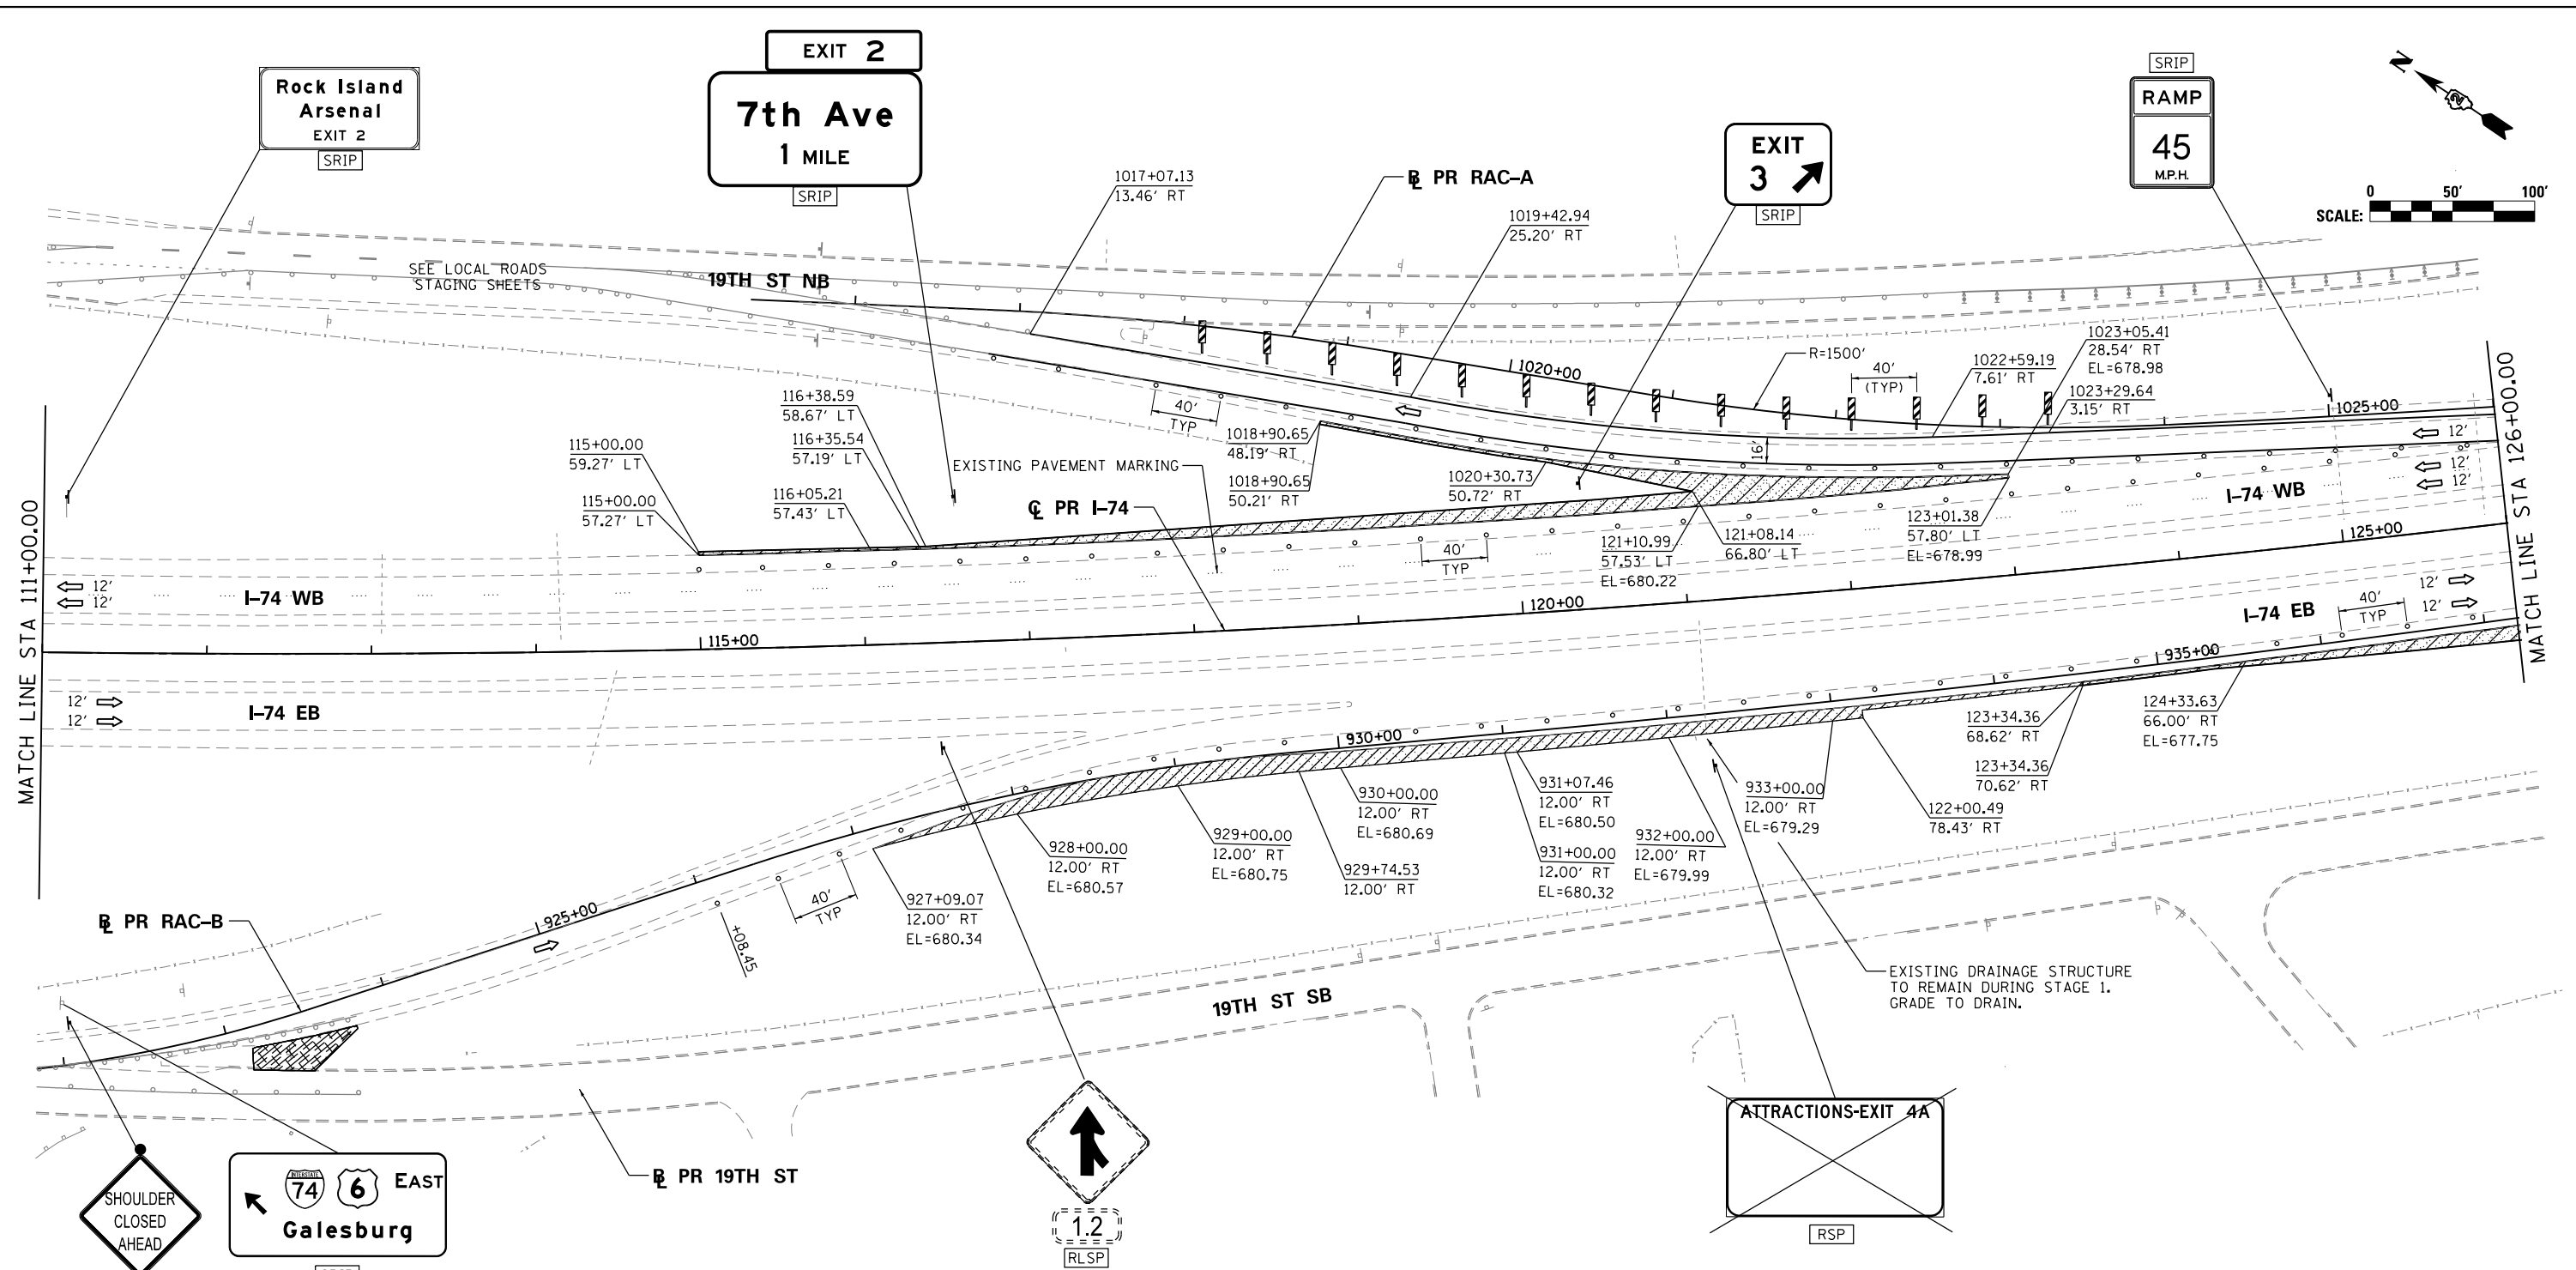 EXIT 2
7th Ave
1 MILE
SRIP
Rock Island
Arsenal
EXIT 2
SRIP
EXIT
3
SRIP
SRIP
RAMP
45
M.P.H.
N
2
0 50' 100'
SCALE:
1017+07.13
13.46' RT
B PR RAC-A
1019+42.94
25.20' RT
SEE LOCAL ROADS
STAGING SHEETS
19TH ST NB
1020+00
R=1500'
40'
(TYP)
1022+59.19
7.61' RT
1023+05.41
28.54' RT
EL=678.98
1023+29.64
3.15' RT
1025+00
12'
12'
12'
I-74 WB
MATCH LINE STA 126+00.00
116+38.59
58.67' LT
116+35.54
57.19' LT
115+00.00
59.27' LT
115+00.00
57.27' LT
116+05.21
57.43' LT
EXISTING PAVEMENT MARKING
40'
TYP
1018+90.65
48.19' RT
1018+90.65
50.21' RT
1020+30.73
50.72' RT
16'
C PR I-74
40'
TYP
121+10.99
57.53' LT
EL=680.22
121+08.14
66.80' LT
123+01.38
57.80' LT
EL=678.99
125+00
120+00
115+00
MATCH LINE STA 111+00.00
12'
12'
I-74 WB
12'
12'
I-74 EB
12'
12'
I-74 EB
40'
TYP
935+00
930+00
925+00
123+34.36
68.62' RT
123+34.36
70.62' RT
124+33.63
66.00' RT
EL=677.75
122+00.49
78.43' RT
933+00.00
12.00' RT
EL=679.29
932+00.00
12.00' RT
EL=679.99
931+07.46
12.00' RT
EL=680.50
931+00.00
12.00' RT
EL=680.32
930+00.00
12.00' RT
EL=680.69
929+74.53
12.00' RT
929+00.00
12.00' RT
EL=680.75
928+00.00
12.00' RT
EL=680.57
927+09.07
12.00' RT
EL=680.34
40'
TYP
+08.45
B PR RAC-B
EXISTING DRAINAGE STRUCTURE
TO REMAIN DURING STAGE 1.
GRADE TO DRAIN.
19TH ST SB
B PR 19TH ST
SHOULDER
CLOSED
AHEAD
INTERSTATE
74 6 EAST
Galesburg
1.2
RLSP
ATTRACTIONS-EXIT 4A
RSP